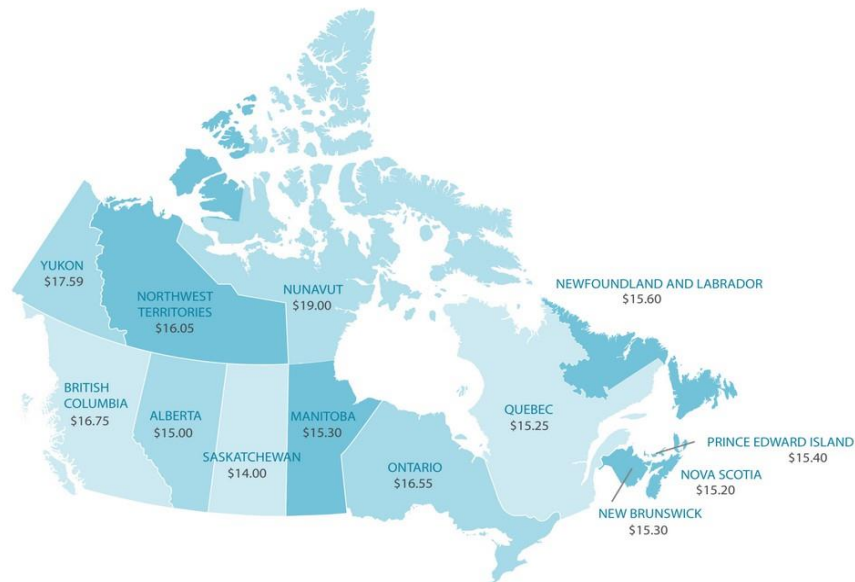 YUKON
$17.59
NORTHWEST
TERRITORIES
$16.05
NUNAVUT
$19.00
NEWFOUNDLAND AND LABRADOR
$15.60
BRITISH
COLUMBIA
$16.75
ALBERTA
$15.00
SASKATCHEWAN
$14.00
MANITOBA
$15.30
ONTARIO
$16.55
QUEBEC
$15.25
PRINCE EDWARD ISLAND
$15.40
NOVA SCOTIA
$15.20
NEW BRUNSWICK
$15.30